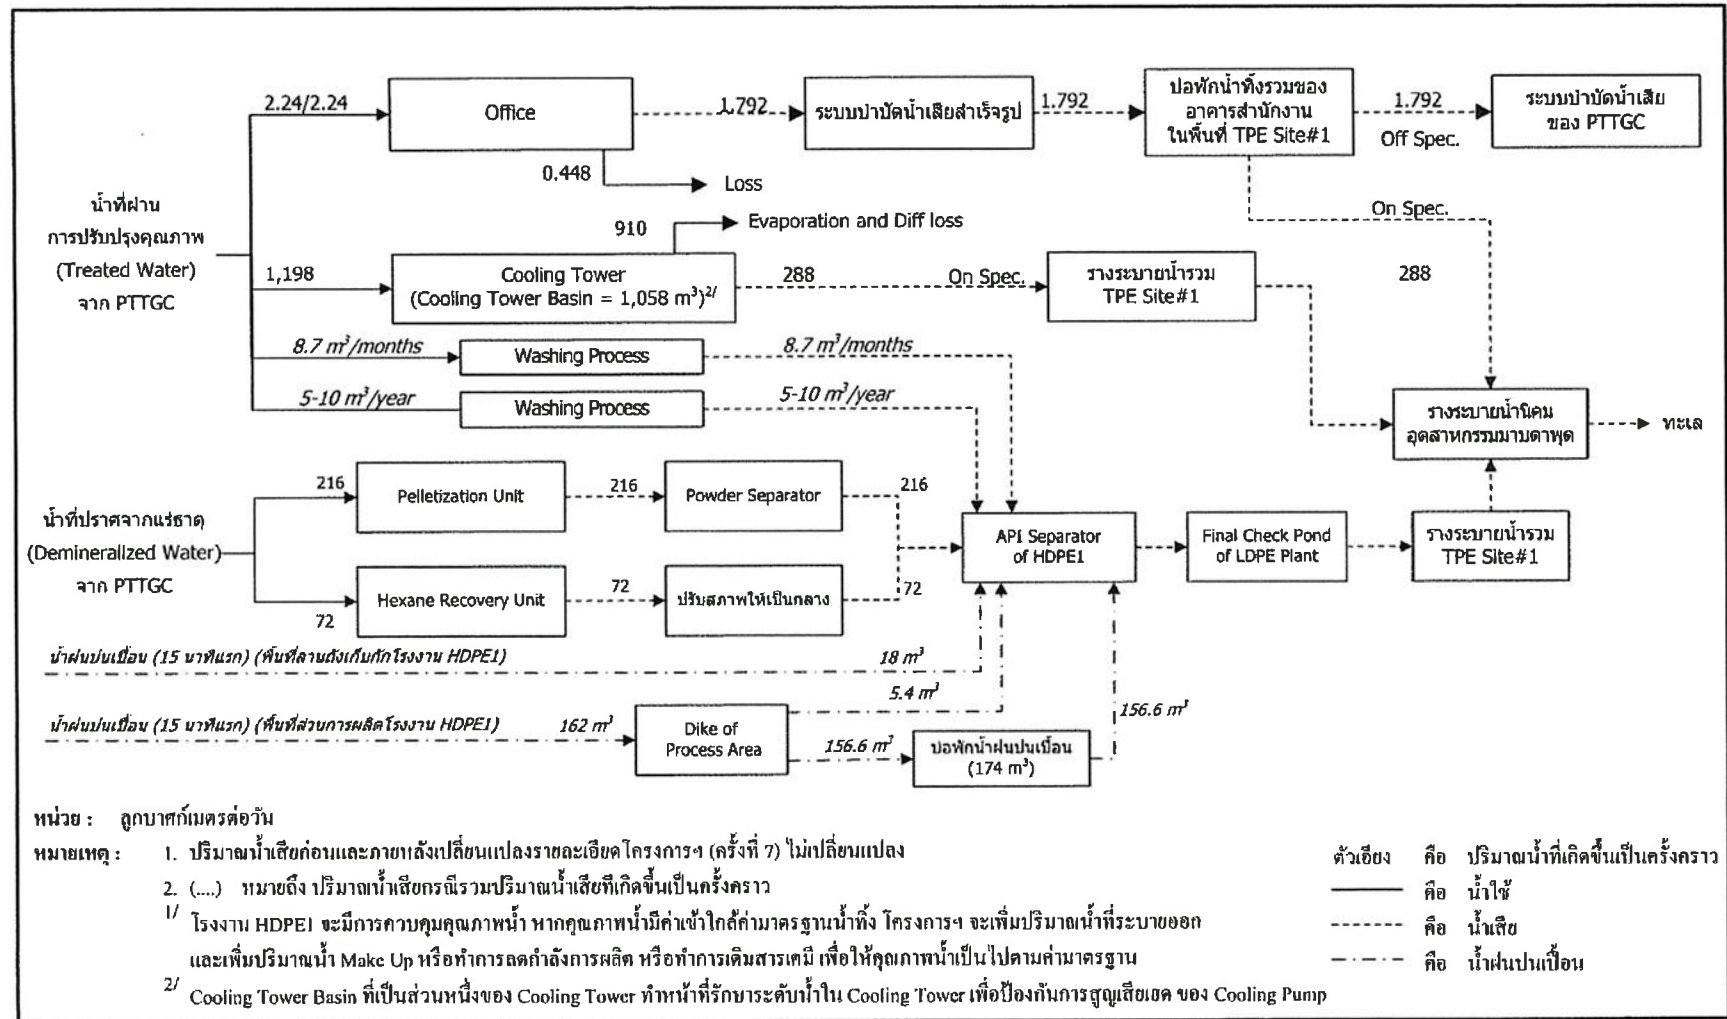 2.24/2.24
Office
1.792
ระบบบำบัดน้ำเสียสำเร็จรูป
1.792
บ่อพักน้ำทิ้งรวมของ
อาคารสำนักงาน
ในพื้นที่ TPE Site#1
1.792
Off Spec.
ระบบบำบัดน้ำเสีย
ของ PTTGC
0.448
Loss
On Spec.
น้ำที่ผ่าน
การปรับปรุงคุณภาพ
(Treated Water)
จาก PTTGC
910
Evaporation and Diff loss
1,198
Cooling Tower
(Cooling Tower Basin = 1,058 m³)²/
288
On Spec.
รางระบายน้ำรวม
TPE Site#1
288
8.7 m³/months
Washing Process
8.7 m³/months
5-10 m³/year
Washing Process
5-10 m³/year
รางระบายน้ำนิคม
อุตสาหกรรมมาบตาพุด
ทะเล
น้ำที่ปราศจากแร่ธาตุ
(Demineralized Water)
จาก PTTGC
216
Pelletization Unit
216
Powder Separator
216
72
Hexane Recovery Unit
72
ปรับสภาพให้เป็นกลาง
72
API Separator
of HDPE1
Final Check Pond
of LDPE Plant
รางระบายน้ำรวม
TPE Site#1
น้ำฝนปนเปื้อน (15 นาทีแรก) (พื้นที่ลานถังเก็บกักโรงงาน HDPE1)
18 m³
น้ำฝนปนเปื้อน (15 นาทีแรก) (พื้นที่ส่วนการผลิตโรงงาน HDPE1)
162 m³
Dike of
Process Area
5.4 m³
156.6 m³
บ่อพักน้ำฝนปนเปื้อน
(174 m³)
156.6 m³
หน่วย : ลูกบาศก์เมตรต่อวัน
หมายเหตุ : 1. ปริมาณน้ำเสียก่อนและภายหลังเปลี่ยนแปลงรายละเอียดโครงการฯ (ครั้งที่ 7) ไม่เปลี่ยนแปลง
2. (....) หมายถึง ปริมาณน้ำเสียกรณีรวมปริมาณน้ำเสียที่เกิดขึ้นเป็นครั้งคราว
1/ โรงงาน HDPE1 จะมีการควบคุมคุณภาพน้ำ หากคุณภาพน้ำมีค่าเข้าใกล้ค่ามาตรฐานน้ำทิ้ง โครงการฯ จะเพิ่มปริมาณน้ำที่ระบายออก
และเพิ่มปริมาณน้ำ Make Up หรือทำการลดกำลังการผลิต หรือทำการเติมสารเคมี เพื่อให้คุณภาพน้ำเป็นไปตามค่ามาตรฐาน
2/ Cooling Tower Basin ที่เป็นส่วนหนึ่งของ Cooling Tower ทำหน้าที่รักษาระดับน้ำใน Cooling Tower เพื่อป้องกันการสูญเสียเฮด ของ Cooling Pump
ตัวเอียง คือ ปริมาณน้ำที่เกิดขึ้นเป็นครั้งคราว
คือ น้ำใช้
คือ น้ำเสีย
คือ น้ำฝนปนเปื้อน